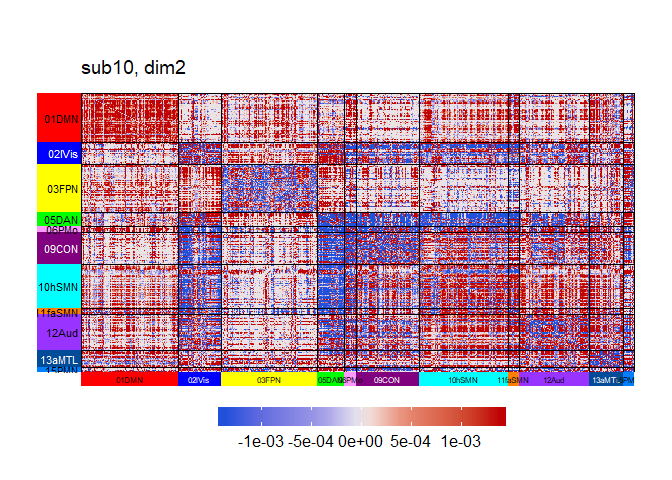 sub10, dim2
01DMN
02lVis
03FPN
05DAN
06PMo
09CON
10hSMN
11faSMN
12Aud
13aMTL
15PMN
01DMN
02lVis
03FPN
05DAN
06PMo
09CON
10hSMN
11faSMN
12Aud
13aMTL
-1e-03 -5e-04 0e+00 5e-04 1e-03